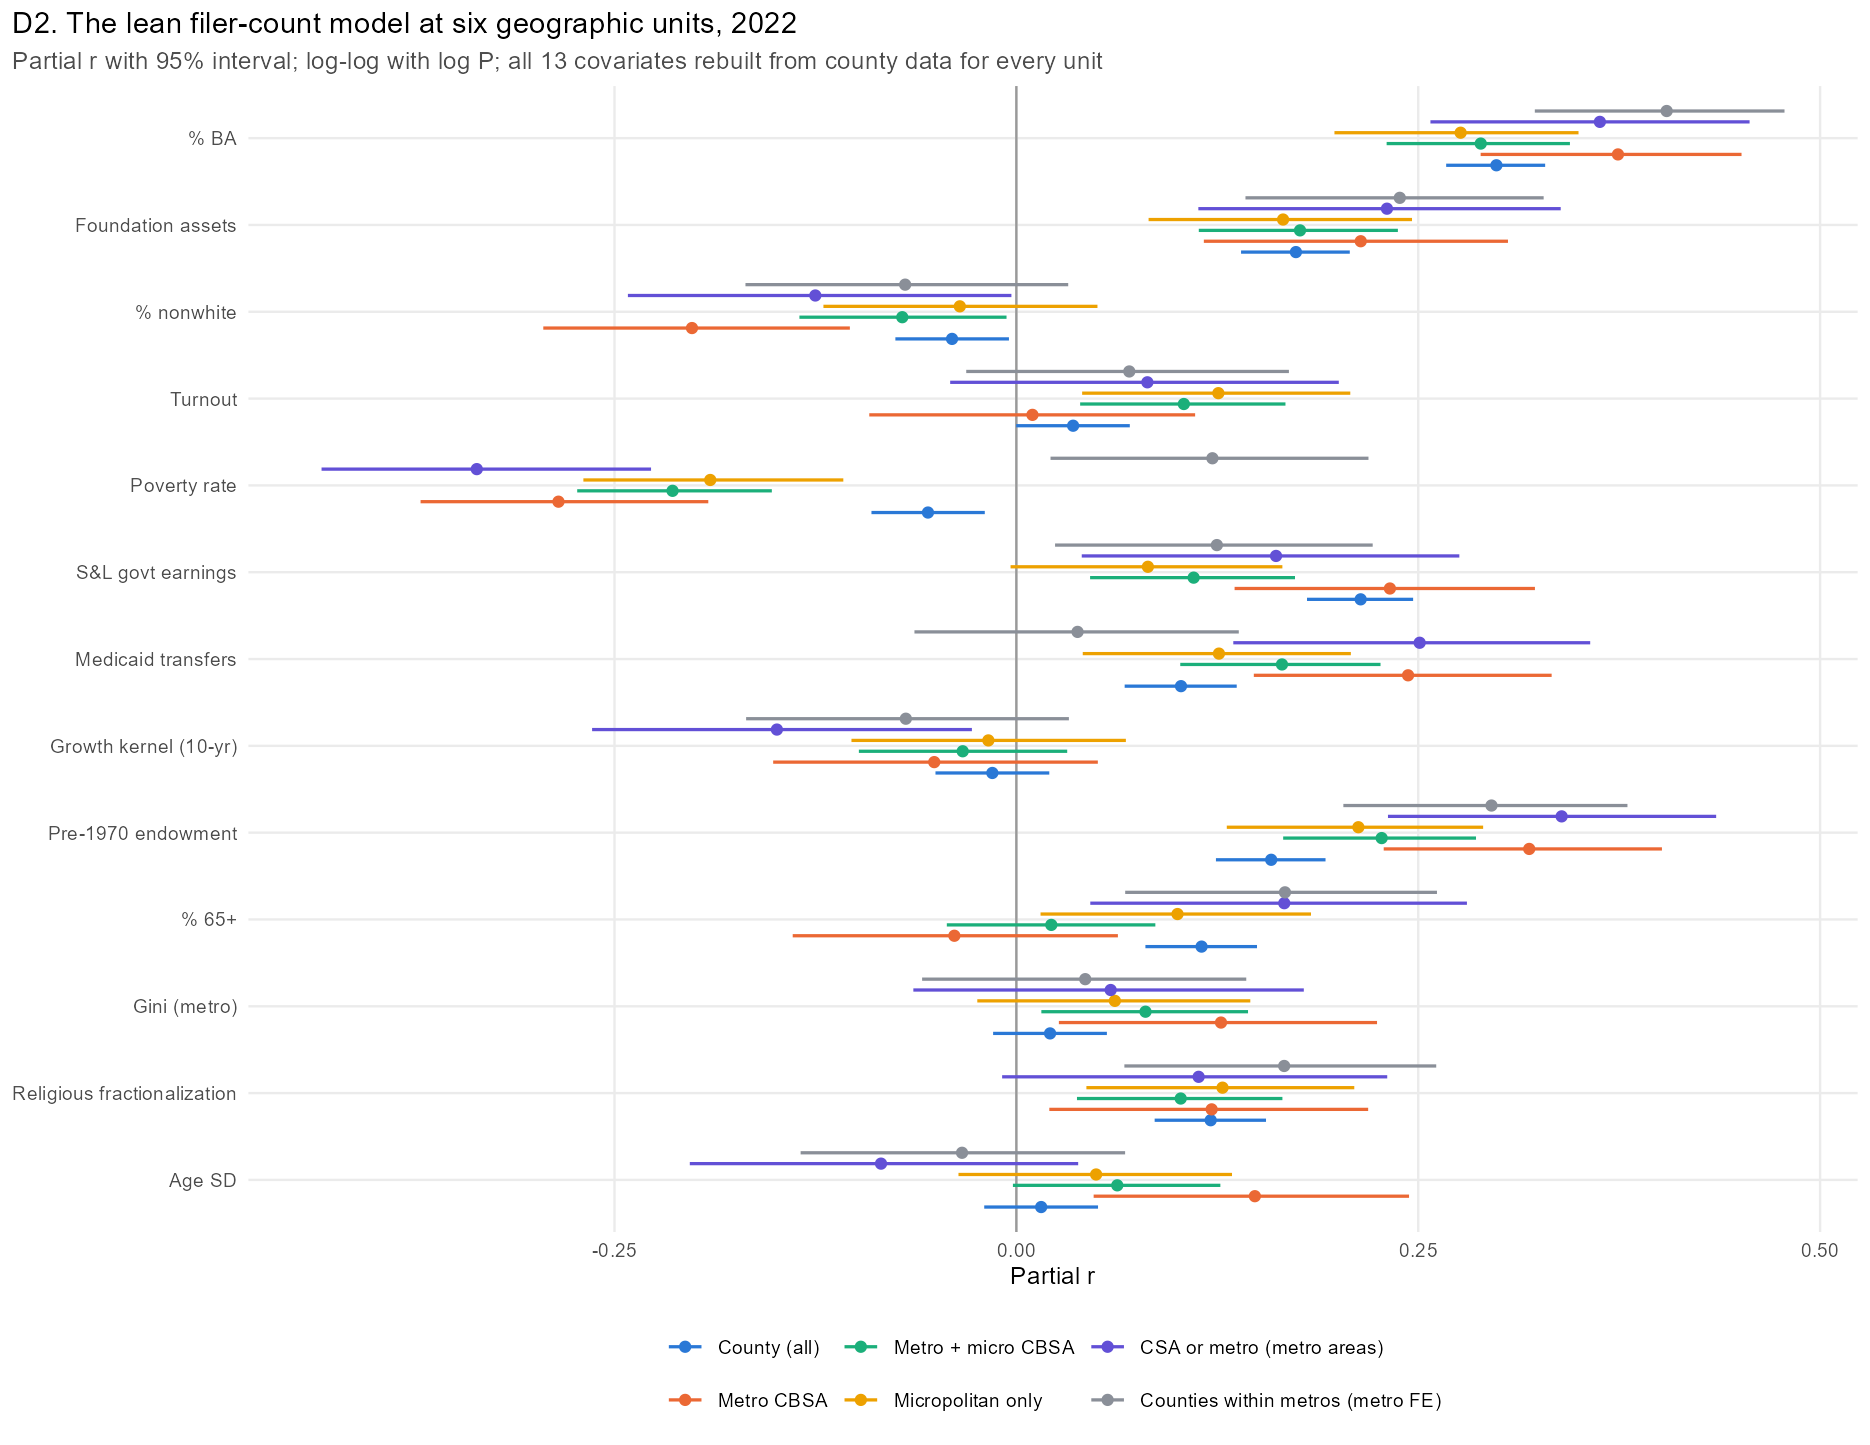 D2. The lean filer-count model at six geographic units, 2022
Partial r with 95% interval; log-log with log P; all 13 covariates rebuilt from county data for every unit
% BA
Foundation assets
% nonwhite
Turnout
Poverty rate
S&L govt earnings
Medicaid transfers
Growth kernel (10-yr)
Pre-1970 endowment
% 65+
Gini (metro)
Religious fractionalization
Age SD
-0.25 0.00 0.25 0.50
Partial r
County (all) Metro + micro CBSA CSA or metro (metro areas)
Metro CBSA Micropolitan only Counties within metros (metro FE)